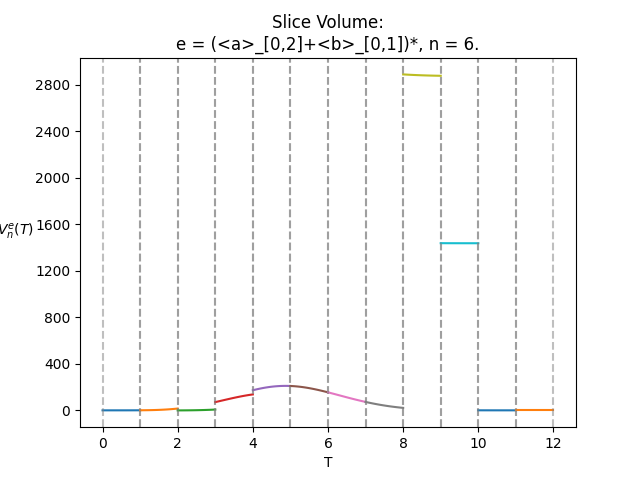 Slice Volume:
e = (<a>_[0,2]+<b>_[0,1])*, n = 6.
2800
2400
2000
1600
V_n^e(T)
1200
800
400
0
0 2 4 6 8 10 12
T